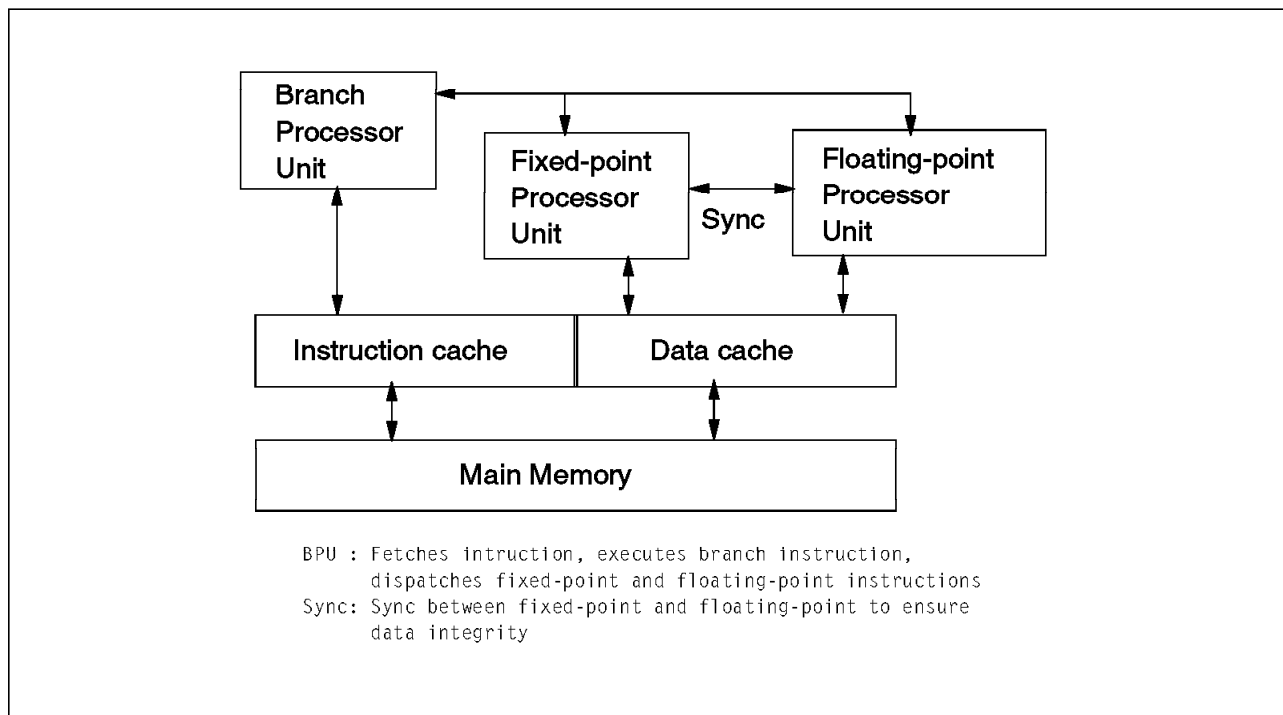 Branch
Processor
Unit
Fixed-point
Processor
Unit
Sync
Floating-point
Processor
Unit
Instruction cache
Data cache
Main Memory
BPU : Fetches intruction, executes branch instruction,
dispatches fixed-point and floating-point instructions
Sync: Sync between fixed-point and floating-point to ensure
data integrity